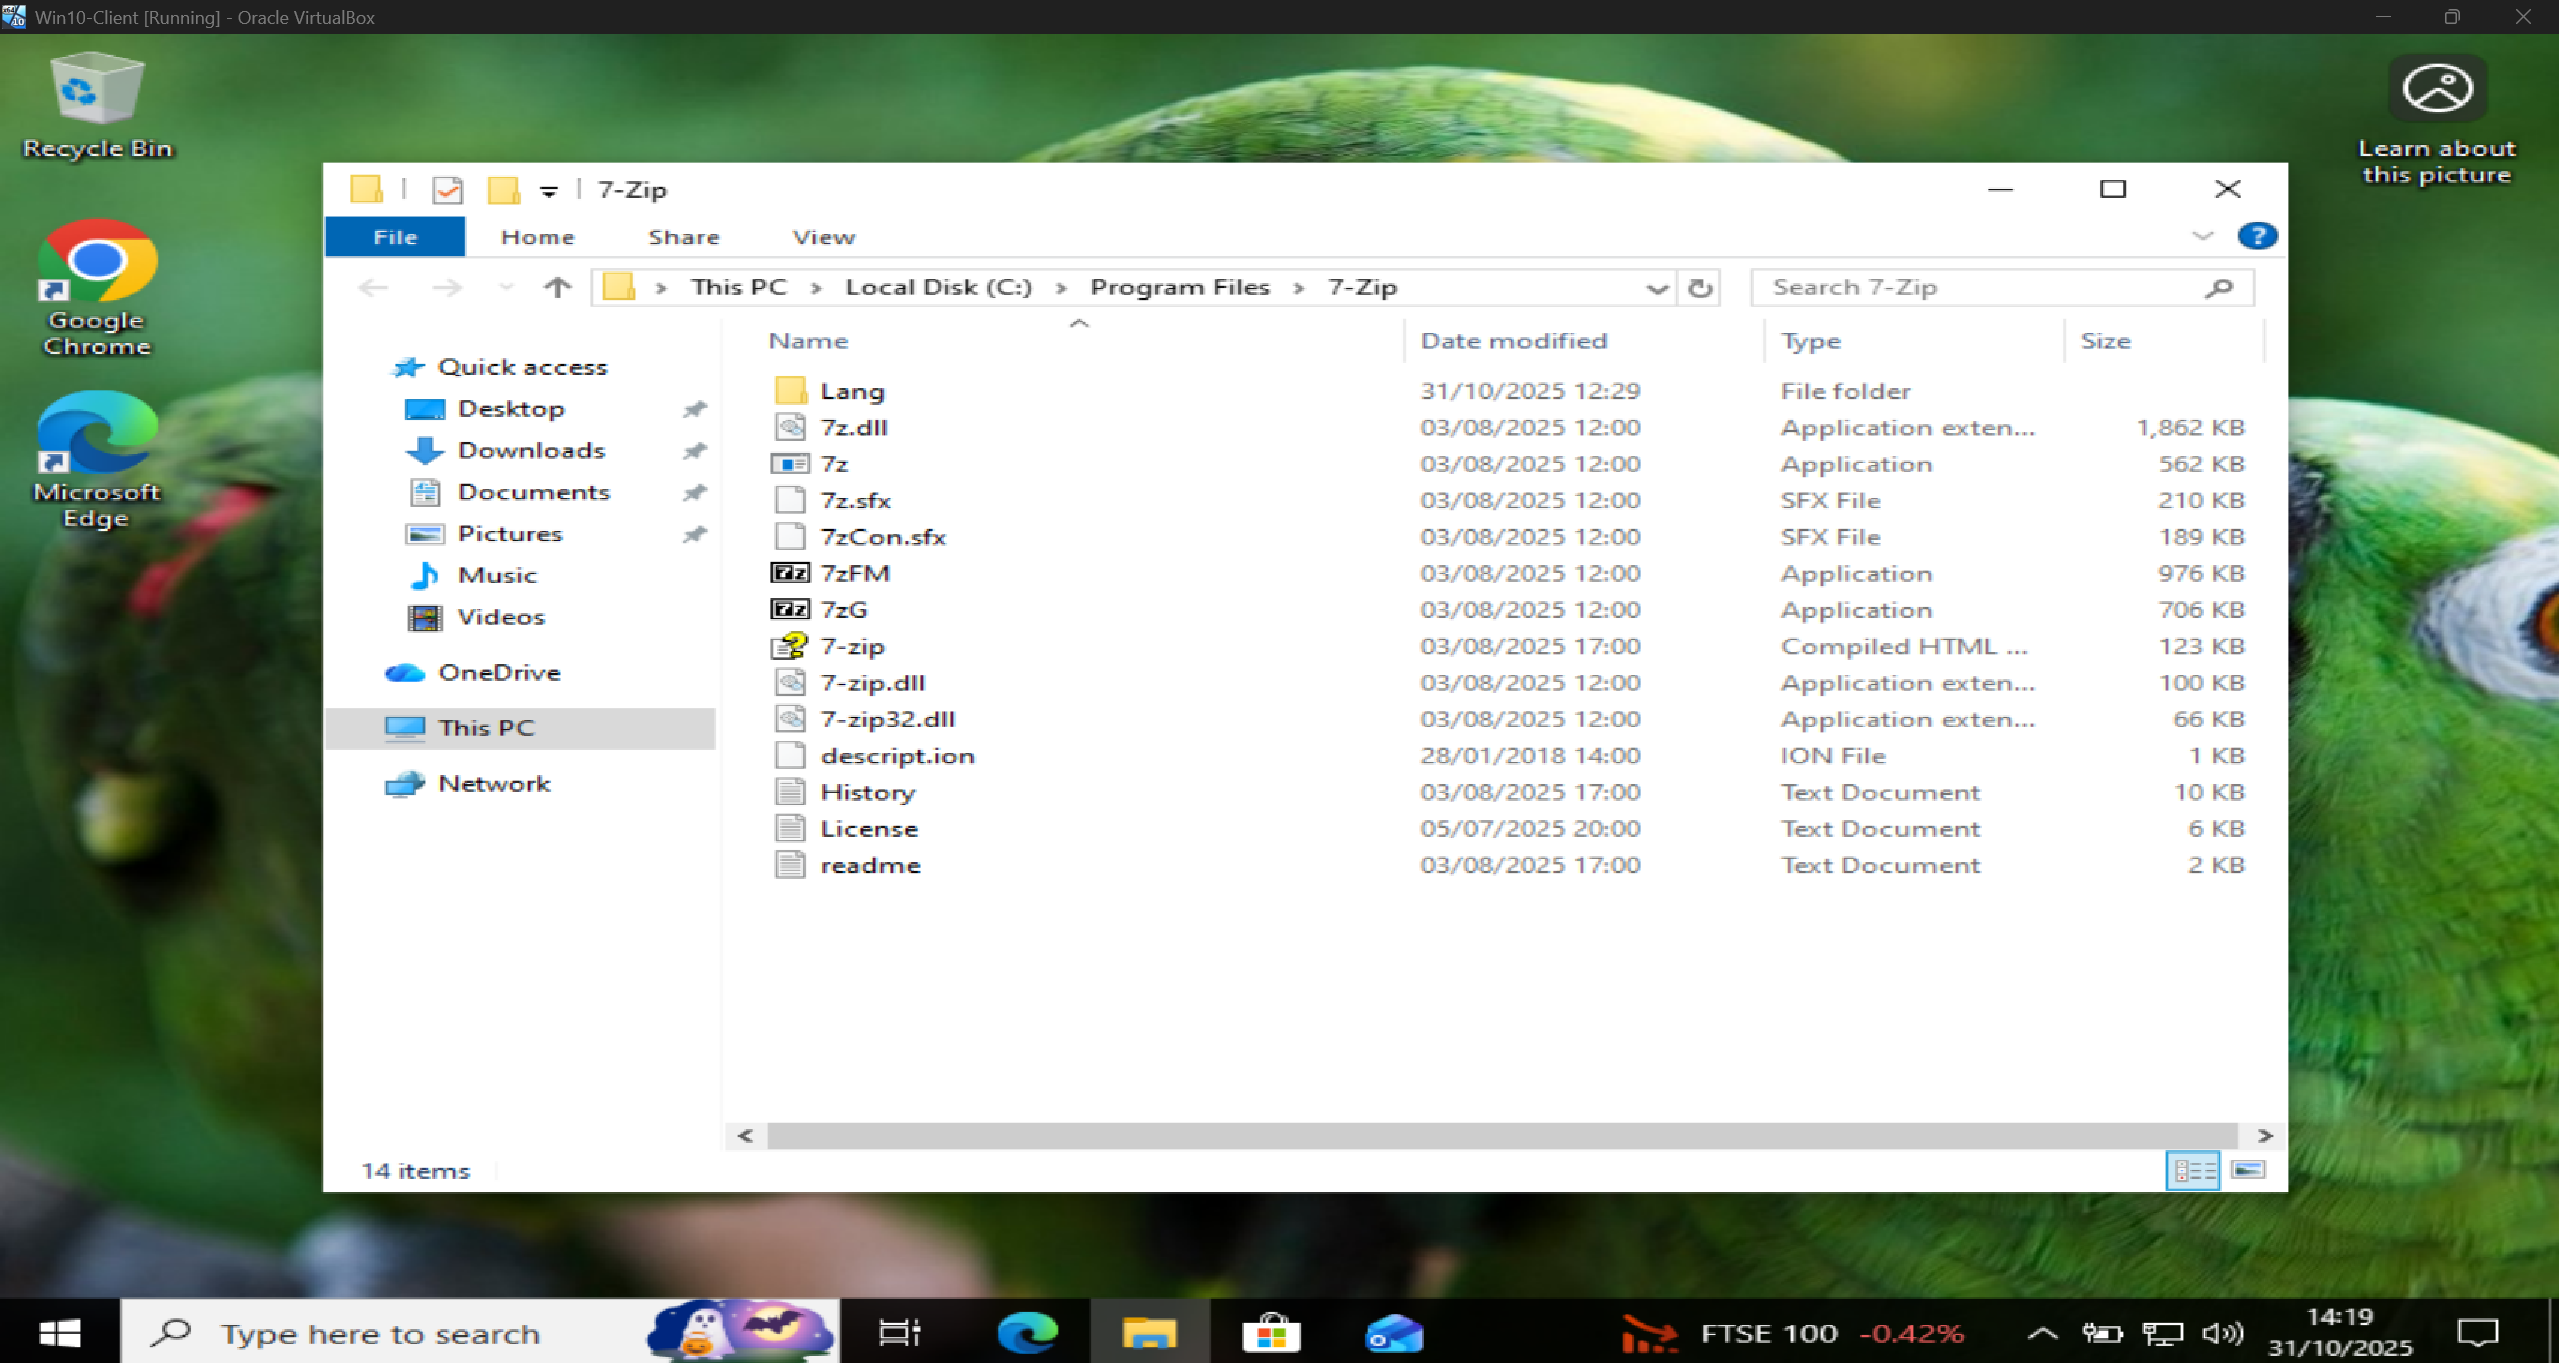 Win10-Client [Running] - Oracle VirtualBox
Recycle Bin
Learn about
this picture
Google
Chrome
Microsoft
Edge
7-Zip
File Home Share View
This PC > Local Disk (C:) > Program Files > 7-Zip
Search 7-Zip
Quick access
Desktop
Downloads
Documents
Pictures
Music
Videos
OneDrive
This PC
Network
Name Date modified Type Size
Lang 31/10/2025 12:29 File folder
7z.dll 03/08/2025 12:00 Application exten... 1,862 KB
7z 03/08/2025 12:00 Application 562 KB
7z.sfx 03/08/2025 12:00 SFX File 210 KB
7zCon.sfx 03/08/2025 12:00 SFX File 189 KB
7zFM 03/08/2025 12:00 Application 976 KB
7zG 03/08/2025 12:00 Application 706 KB
7-zip 03/08/2025 17:00 Compiled HTML ... 123 KB
7-zip.dll 03/08/2025 12:00 Application exten... 100 KB
7-zip32.dll 03/08/2025 12:00 Application exten... 66 KB
descript.ion 28/01/2018 14:00 ION File 1 KB
History 03/08/2025 17:00 Text Document 10 KB
License 05/07/2025 20:00 Text Document 6 KB
readme 03/08/2025 17:00 Text Document 2 KB
14 items
Type here to search
FTSE 100 -0.42%
14:19
31/10/2025